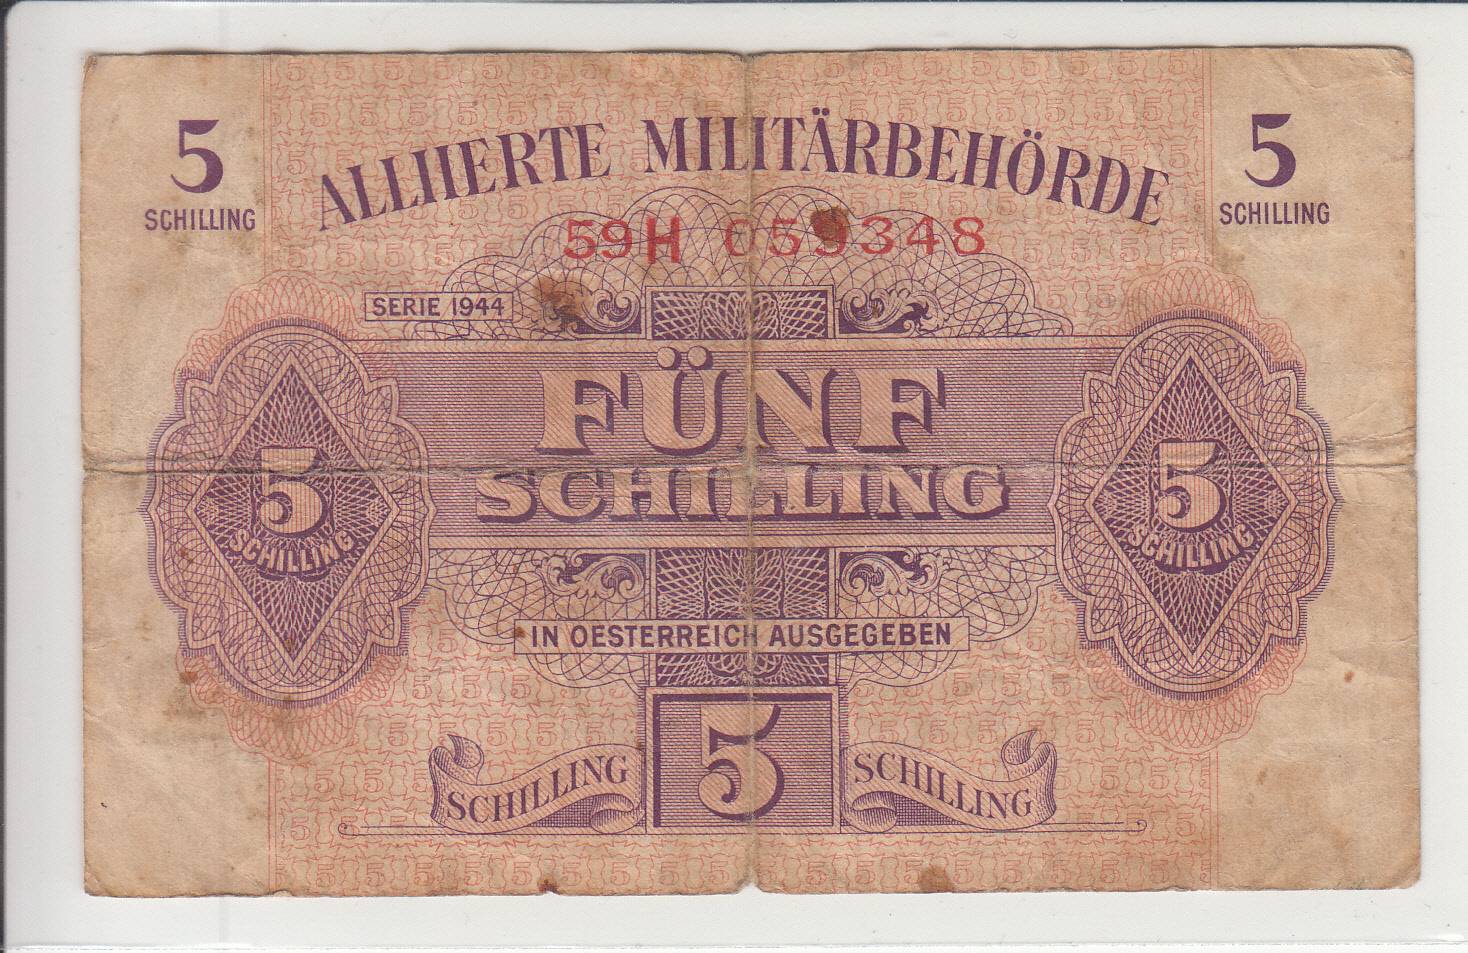 5
SCHILLING
ALLIIERTE MILITÄRBEHÖRDE
5
SCHILLING
59H 059348
SERIE 1944
FÜNF
SCHILLING
5
SCHILLING
5
SCHILLING
IN OESTERREICH AUSGEGEBEN
SCHILLING 5 SCHILLING